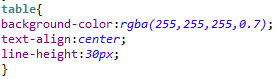 table{
background-color:rgba(255,255,255,0.7);
text-align:center;
line-height:30px;
}